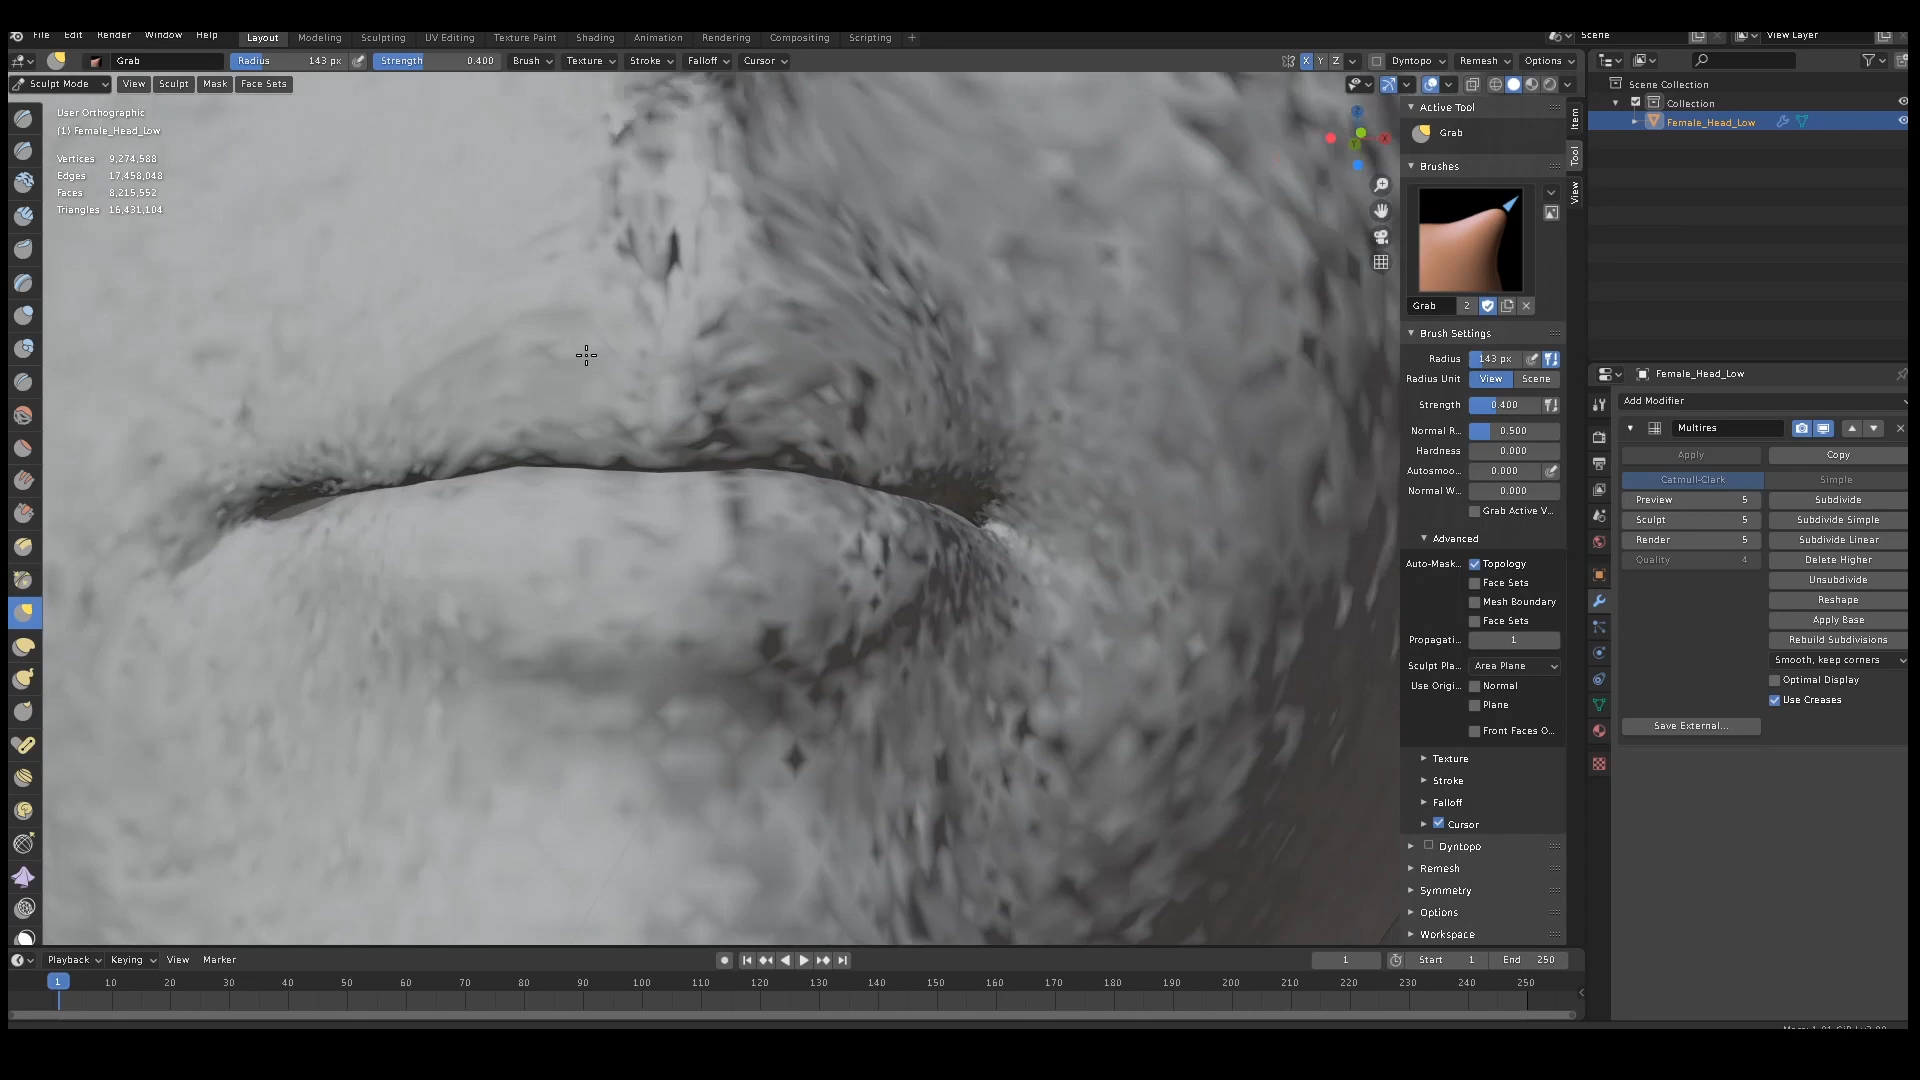 File Edit Render Window Help Layout Modeling Sculpting UV Editing Texture Paint Shading Animation Rendering Compositing Scripting + Scene View Layer
Grab Radius 143 px Strength 0.400 Brush Texture Stroke Falloff Cursor X Y Z Dyntopo Remesh Options
Sculpt Mode View Sculpt Mask Face Sets
User Orthographic
(1) Female_Head_Low
Vertices 9,274,588
Edges 17,458,048
Faces 8,215,552
Triangles 16,431,104
Active Tool
Grab
Brushes
Grab 2
Brush Settings
Radius 143 px
Radius Unit View Scene
Strength 0.400
Normal R... 0.500
Hardness 0.000
Autosmoo... 0.000
Normal W... 0.000
Grab Active V...
Advanced
Auto-Mask... Topology
Face Sets
Mesh Boundary
Face Sets
Propagati... 1
Sculpt Pla... Area Plane
Use Origi... Normal
Plane
Front Faces O...
Texture
Stroke
Falloff
Cursor
Dyntopo
Remesh
Symmetry
Options
Workspace
Item
Tool
View
Scene Collection
Collection
Female_Head_Low
Female_Head_Low
Add Modifier
Multires
Apply Copy
Catmull-Clark Simple
Preview 5 Subdivide
Sculpt 5 Subdivide Simple
Render 5 Subdivide Linear
Quality 4 Delete Higher
Unsubdivide
Reshape
Apply Base
Rebuild Subdivisions
Smooth, keep corners
Optimal Display
Use Creases
Save External...
Playback Keying View Marker 1 Start 1 End 250
1 10 20 30 40 50 60 70 80 90 100 110 120 130 140 150 160 170 180 190 200 210 220 230 240 250